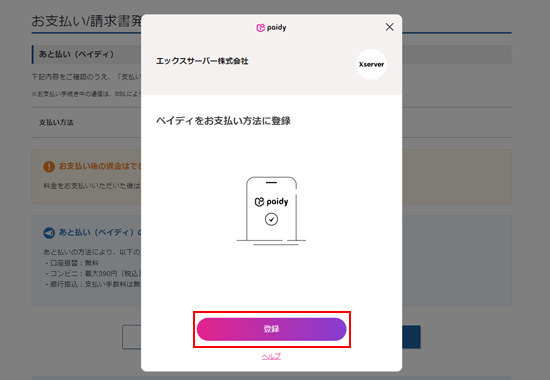 お支払い/請求書発
paidy
あと払い（ペイディ）
エックスサーバー株式会社
Xserver
下記内容をご確認のうえ、「支払い
※お支払い手続き中の通信は、SSLによ
ペイディをお支払い方法に登録
支払方法
お支払い後の返金はでき
料金をお支払いいただいた後は
paidy
あと払い（ペイディ）の
あと払いの方法により、以下の
・口座振替：無料
・コンビニ：最大390円（税込）
・銀行振込：支払い手数料は無
登録
ヘルプ